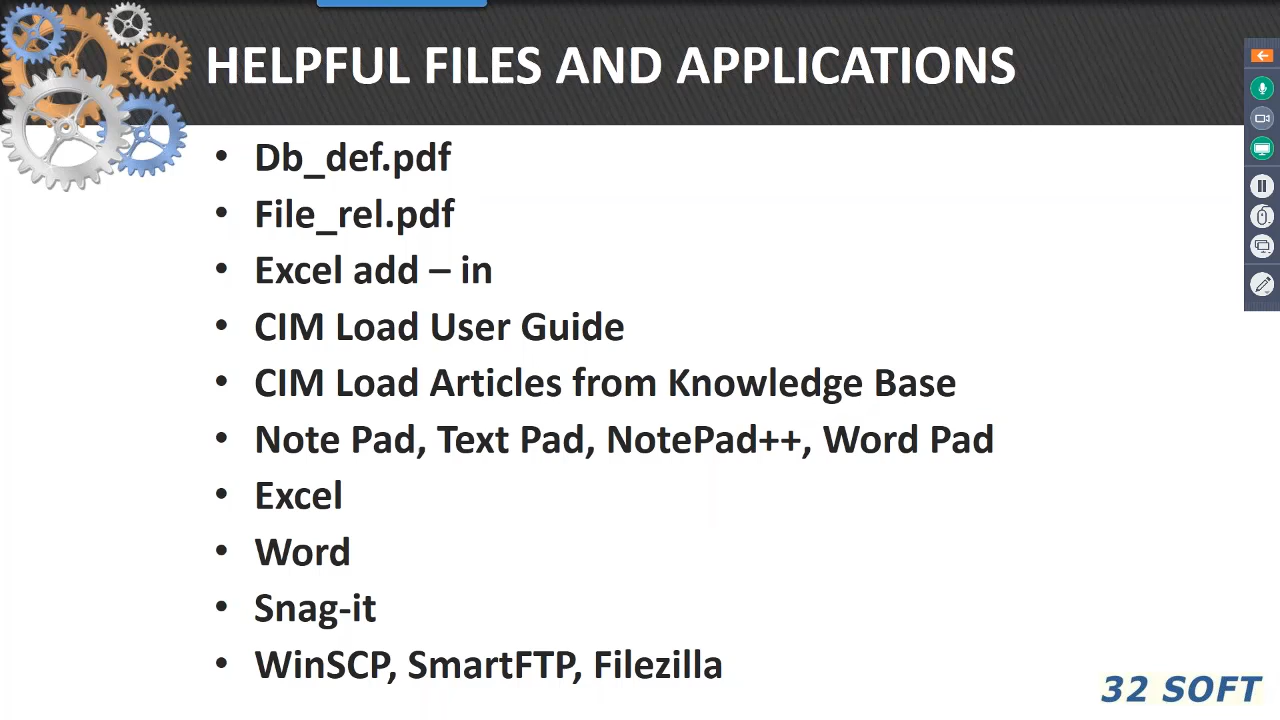 HELPFUL FILES AND APPLICATIONS
• Db_def.pdf
• File_rel.pdf
• Excel add – in
• CIM Load User Guide
• CIM Load Articles from Knowledge Base
• Note Pad, Text Pad, NotePad++, Word Pad
• Excel
• Word
• Snag-it
• WinSCP, SmartFTP, Filezilla
32 SOFT